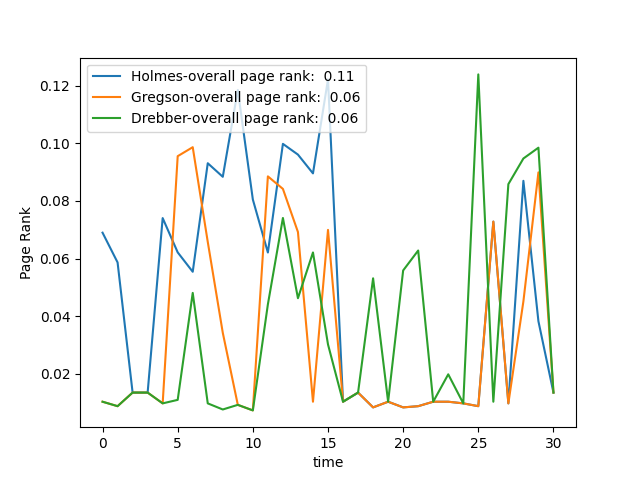 Holmes-overall page rank:  0.11
Gregson-overall page rank:  0.06
Drebber-overall page rank:  0.06
0.12
0.10
0.08
0.06
0.04
0.02
Page Rank
0 5 10 15 20 25 30
time